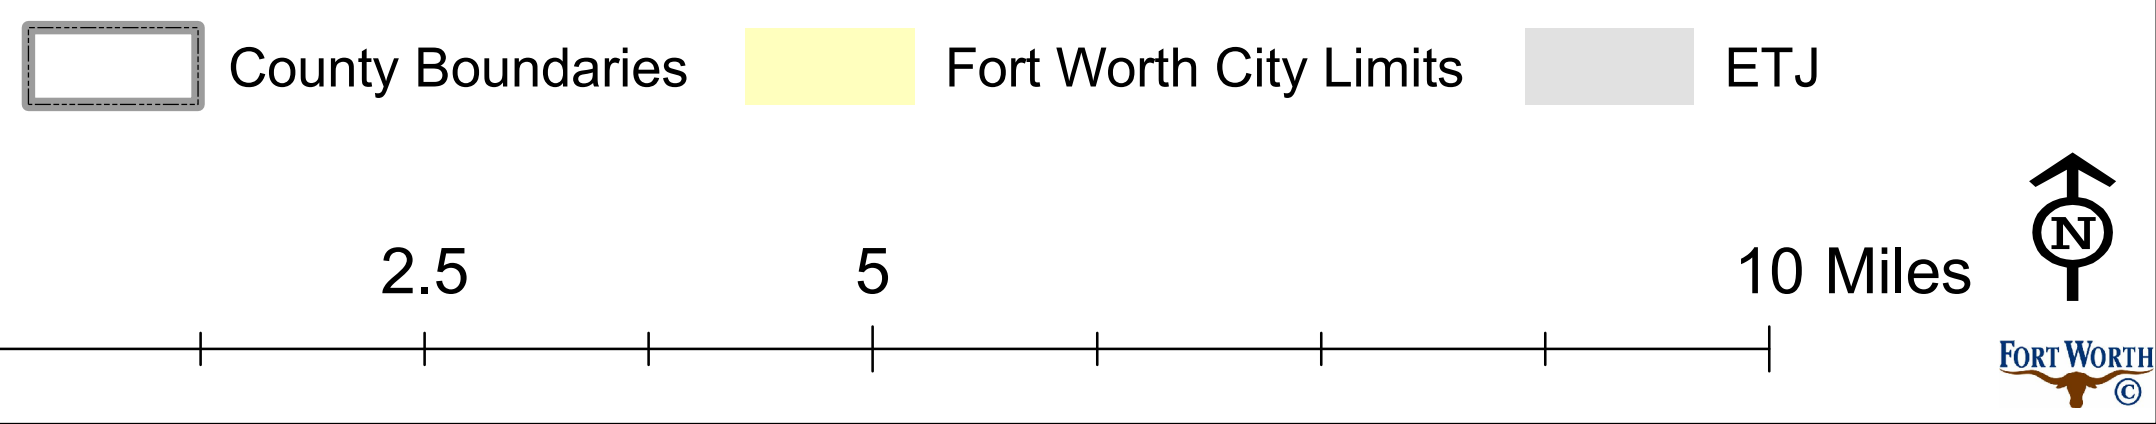 County Boundaries Fort Worth City Limits ETJ
2.5 5 10 Miles
N
FORT WORTH
©